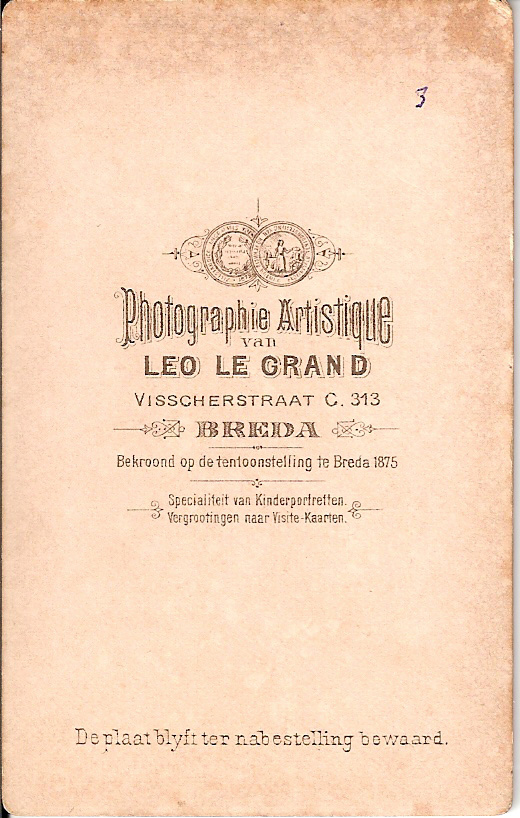 3
Photographie Artistique
van
LEO LE GRAND
VISSCHERSTRAAT C. 313
BREDA
Bekroond op de tentoonstelling te Breda 1875
Specialiteit van Kinderportretten.
Vergrootingen naar Visite-Kaarten.
De plaat blyft ter nabestelling bewaard.